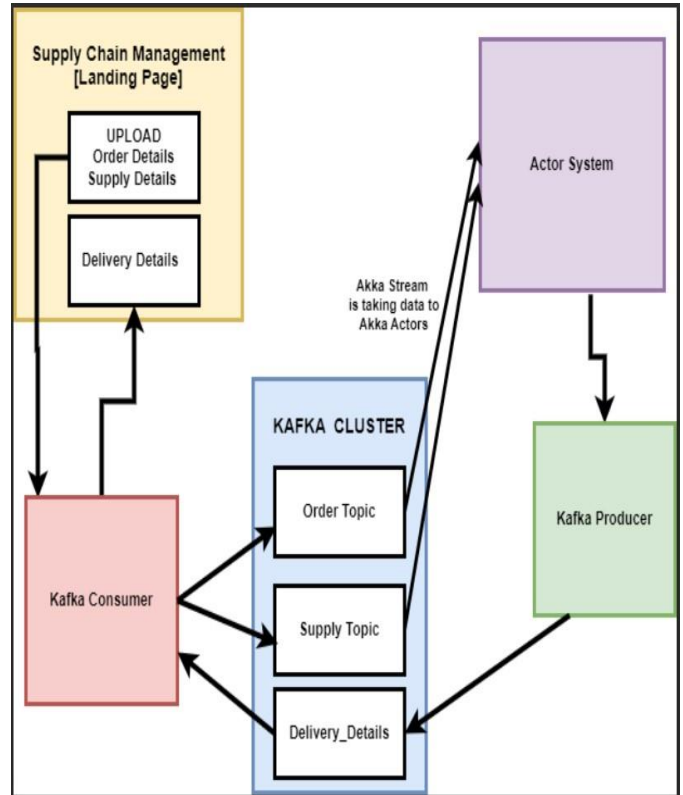 Supply Chain Management
[Landing Page]
UPLOAD
Order Details
Supply Details
Delivery Details
Actor System
Akka Stream
is taking data to
Akka Actors
KAFKA CLUSTER
Order Topic
Kafka Producer
Kafka Consumer
Supply Topic
Delivery_Details